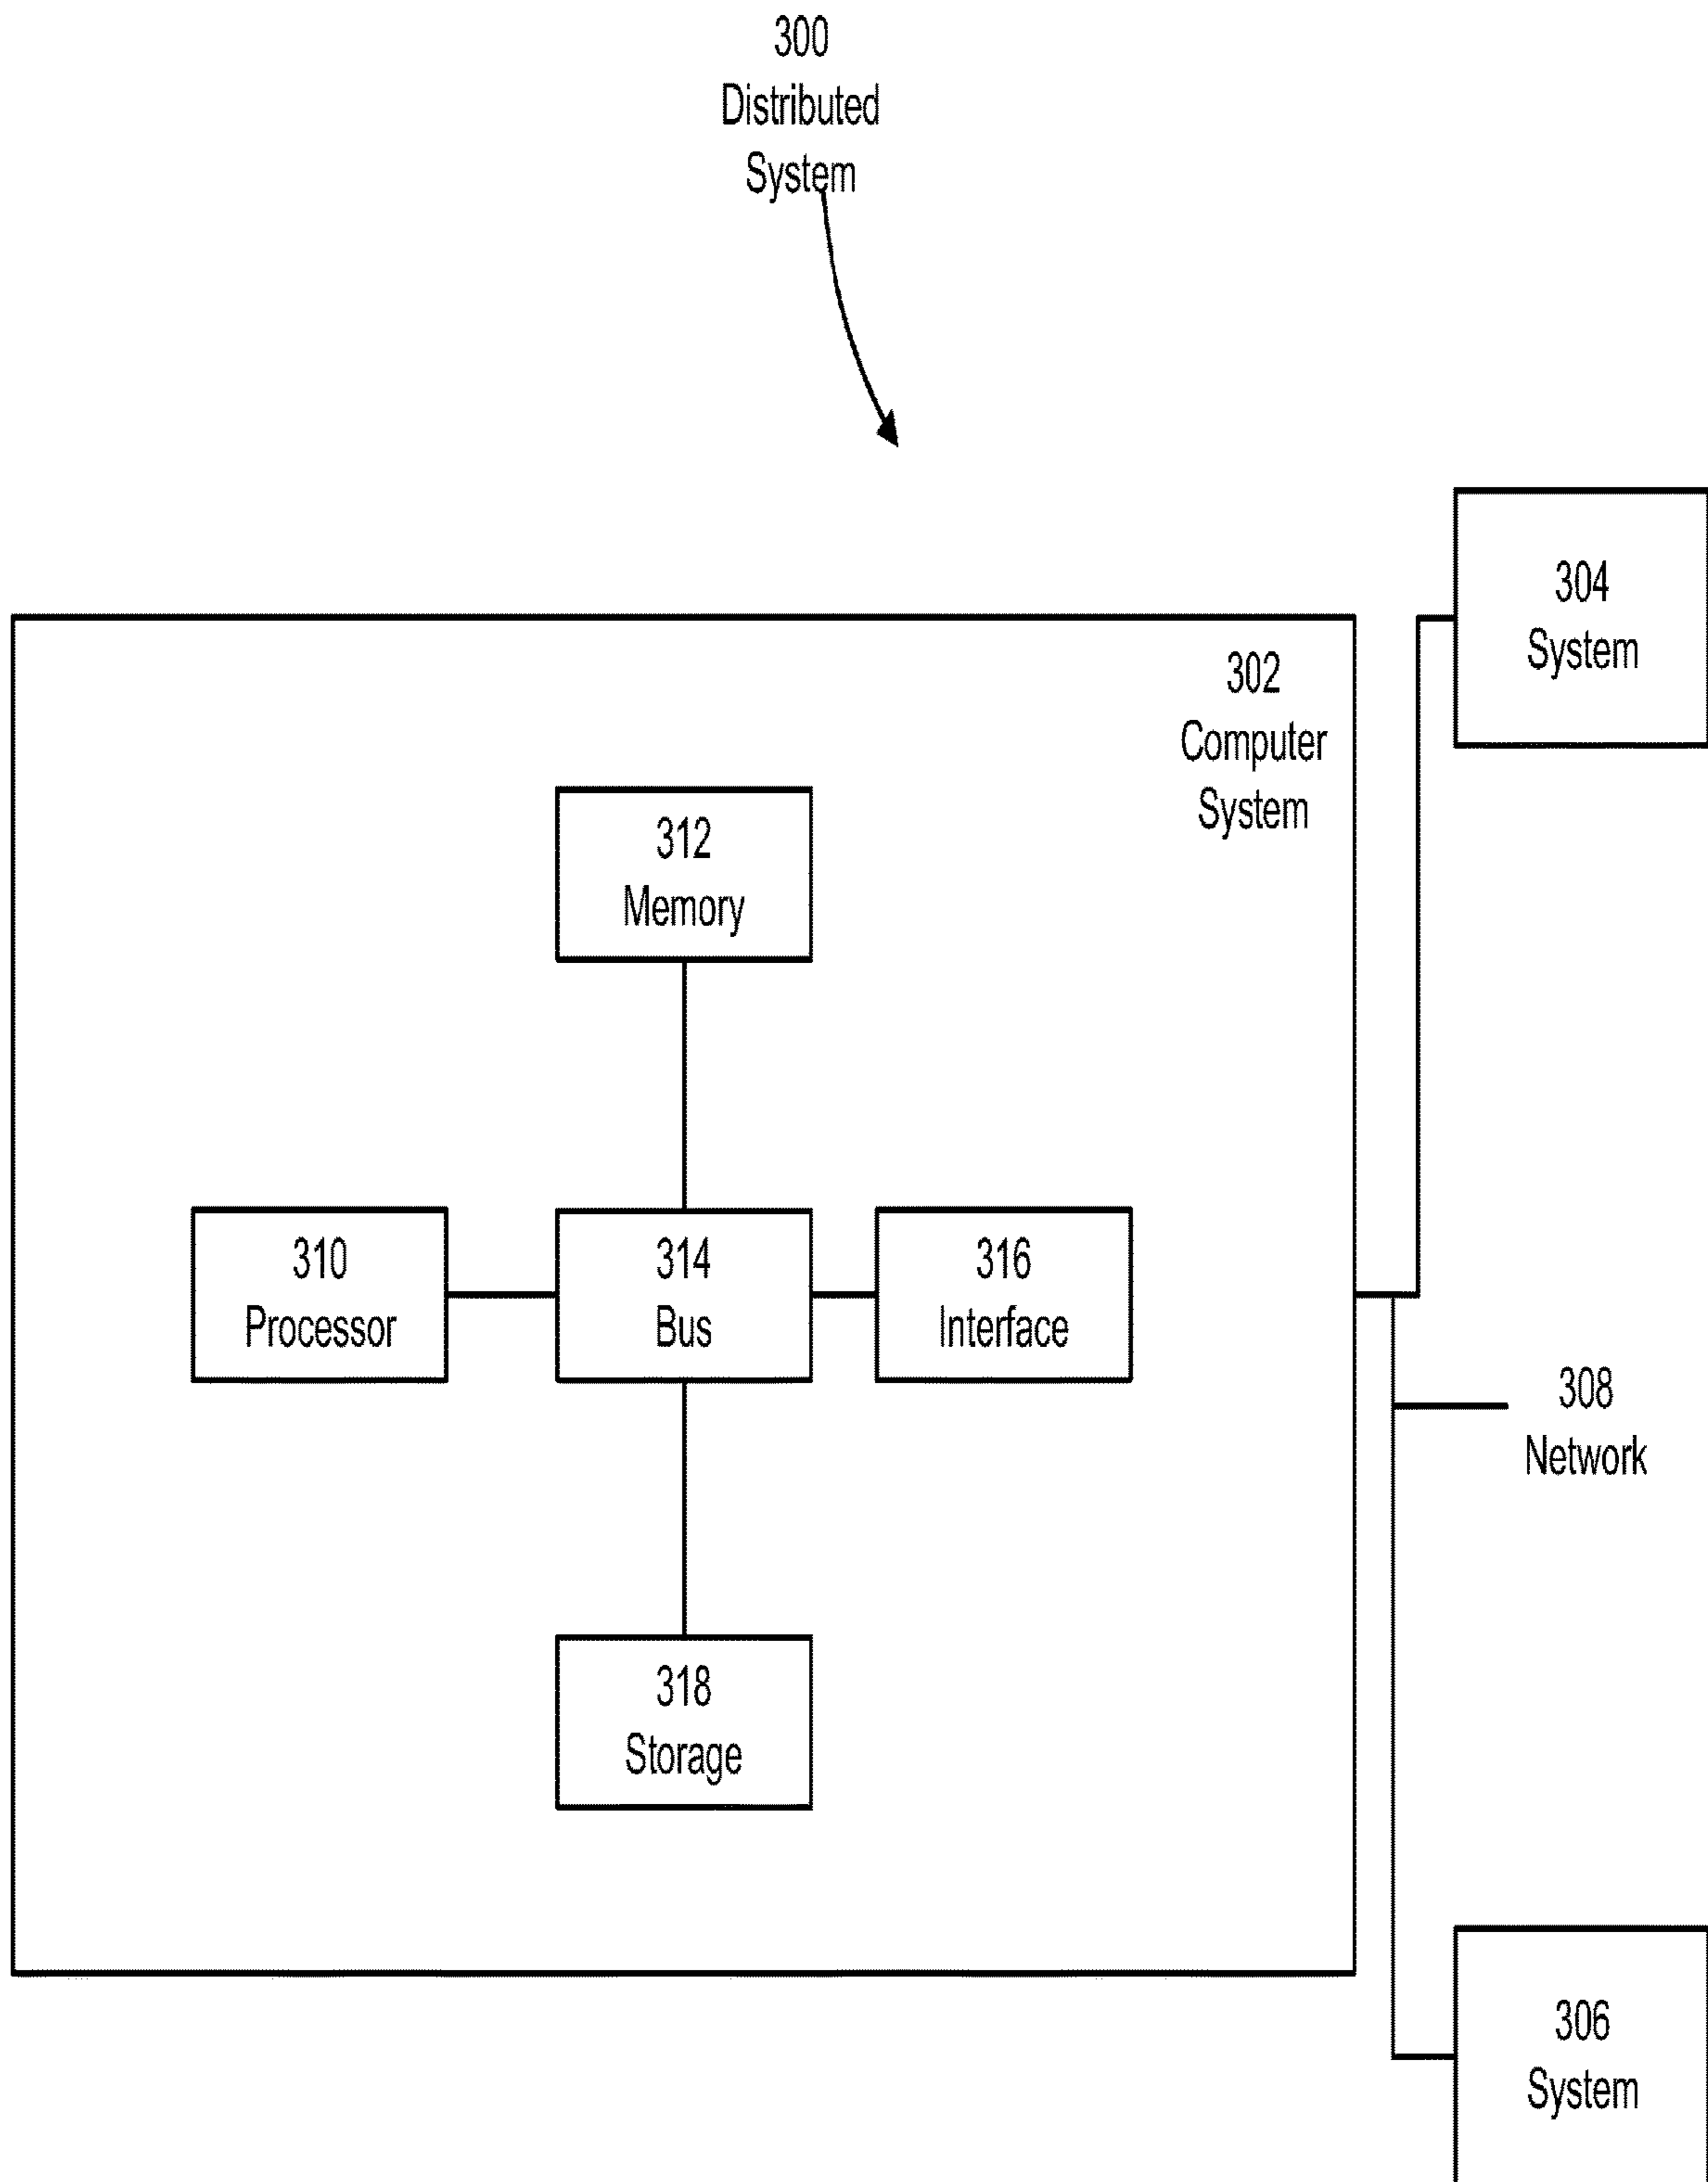 300
Distributed
System
304
System
302
Computer
System
312
Memory
310
Processor
314
Bus
316
Interface
308
Network
318
Storage
306
System